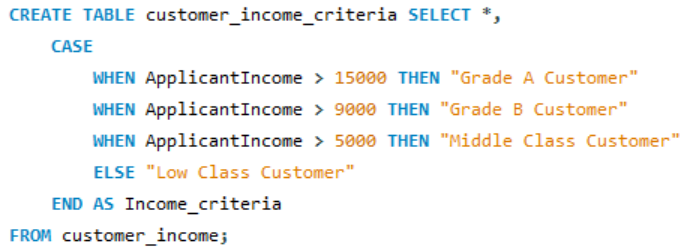 CREATE TABLE customer_income_criteria SELECT *,
CASE
WHEN ApplicantIncome > 15000 THEN "Grade A Customer"
WHEN ApplicantIncome > 9000 THEN "Grade B Customer"
WHEN ApplicantIncome > 5000 THEN "Middle Class Customer"
ELSE "Low Class Customer"
END AS Income_criteria
FROM customer_income;